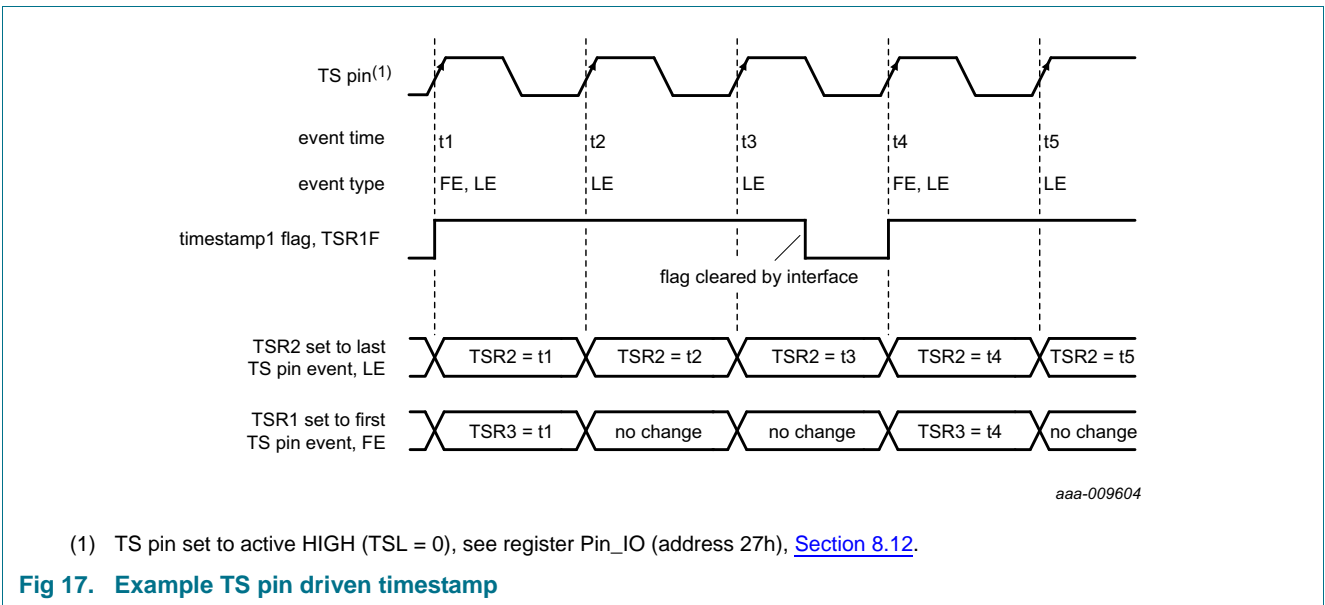 TS pin(1)
event time t1 t2 t3 t4 t5
event type FE, LE LE LE FE, LE LE
timestamp1 flag, TSR1F
flag cleared by interface
TSR2 set to last
TS pin event, LE
TSR2 = t1 TSR2 = t2 TSR2 = t3 TSR2 = t4 TSR2 = t5
TSR1 set to first
TS pin event, FE
TSR3 = t1 no change no change TSR3 = t4 no change
aaa-009604
(1) TS pin set to active HIGH (TSL = 0), see register Pin_IO (address 27h), Section 8.12.
Fig 17. Example TS pin driven timestamp